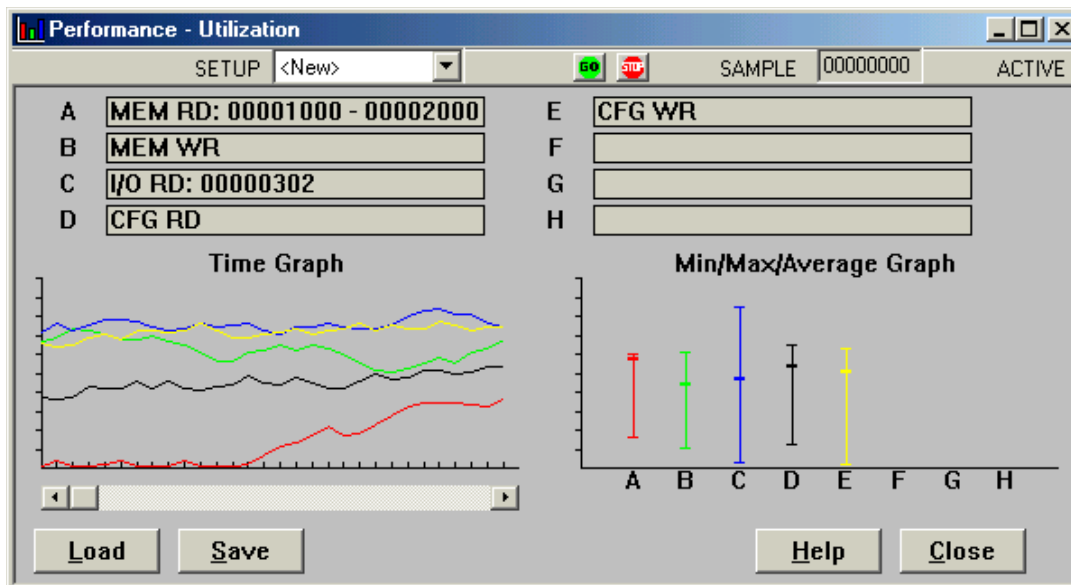 Performance - Utilization
SETUP <New> GO STOP SAMPLE 00000000 ACTIVE
A MEM RD: 00001000 - 00002000 E CFG WR
B MEM WR F
C I/O RD: 00000302 G
D CFG RD H
Time Graph Min/Max/Average Graph
A B C D E F G H
Load Save Help Close